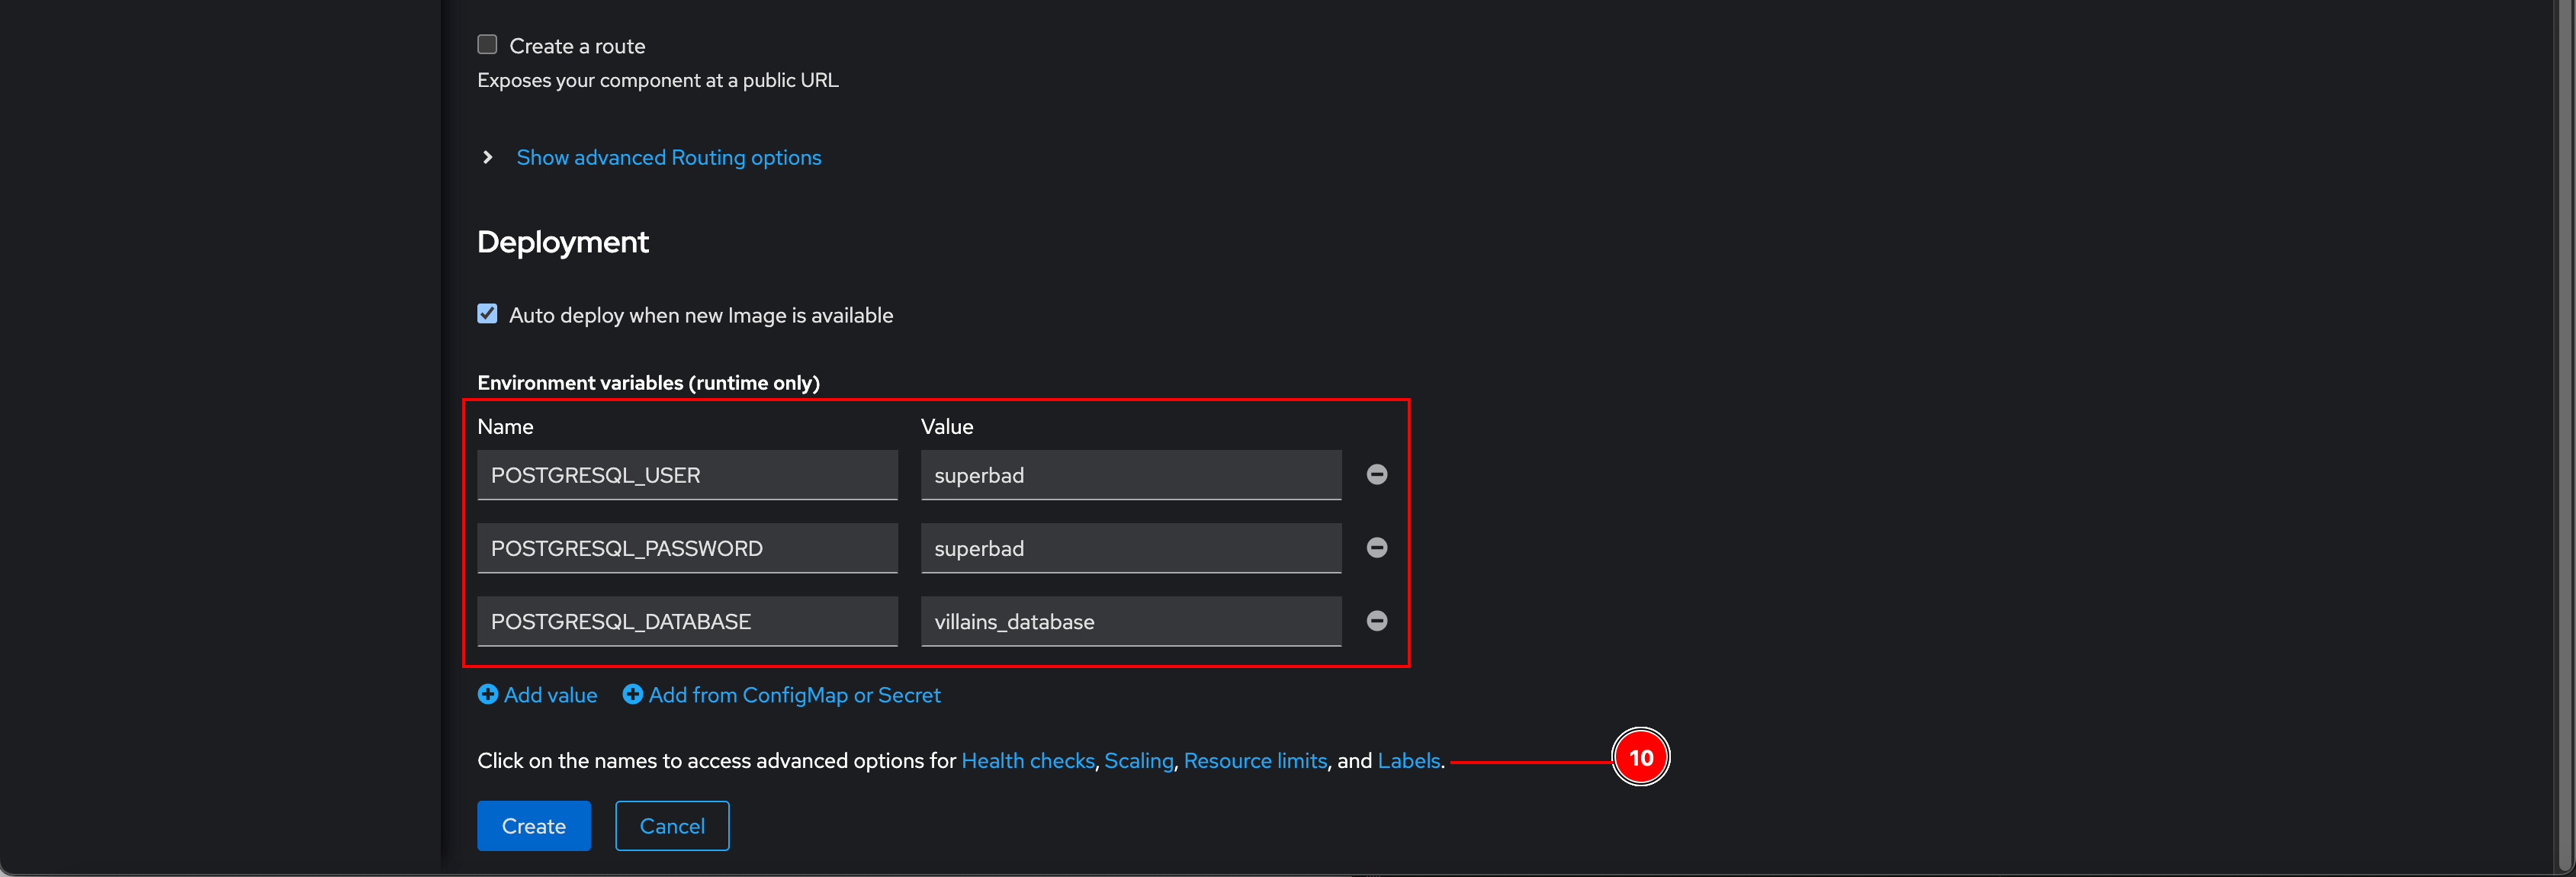 Create a route
Exposes your component at a public URL
Show advanced Routing options
Deployment
Auto deploy when new Image is available
Environment variables (runtime only)
Name Value
POSTGRESQL_USER superbad
POSTGRESQL_PASSWORD superbad
POSTGRESQL_DATABASE villains_database
Add value Add from ConfigMap or Secret
Click on the names to access advanced options for Health checks, Scaling, Resource limits, and Labels. 10
Create Cancel